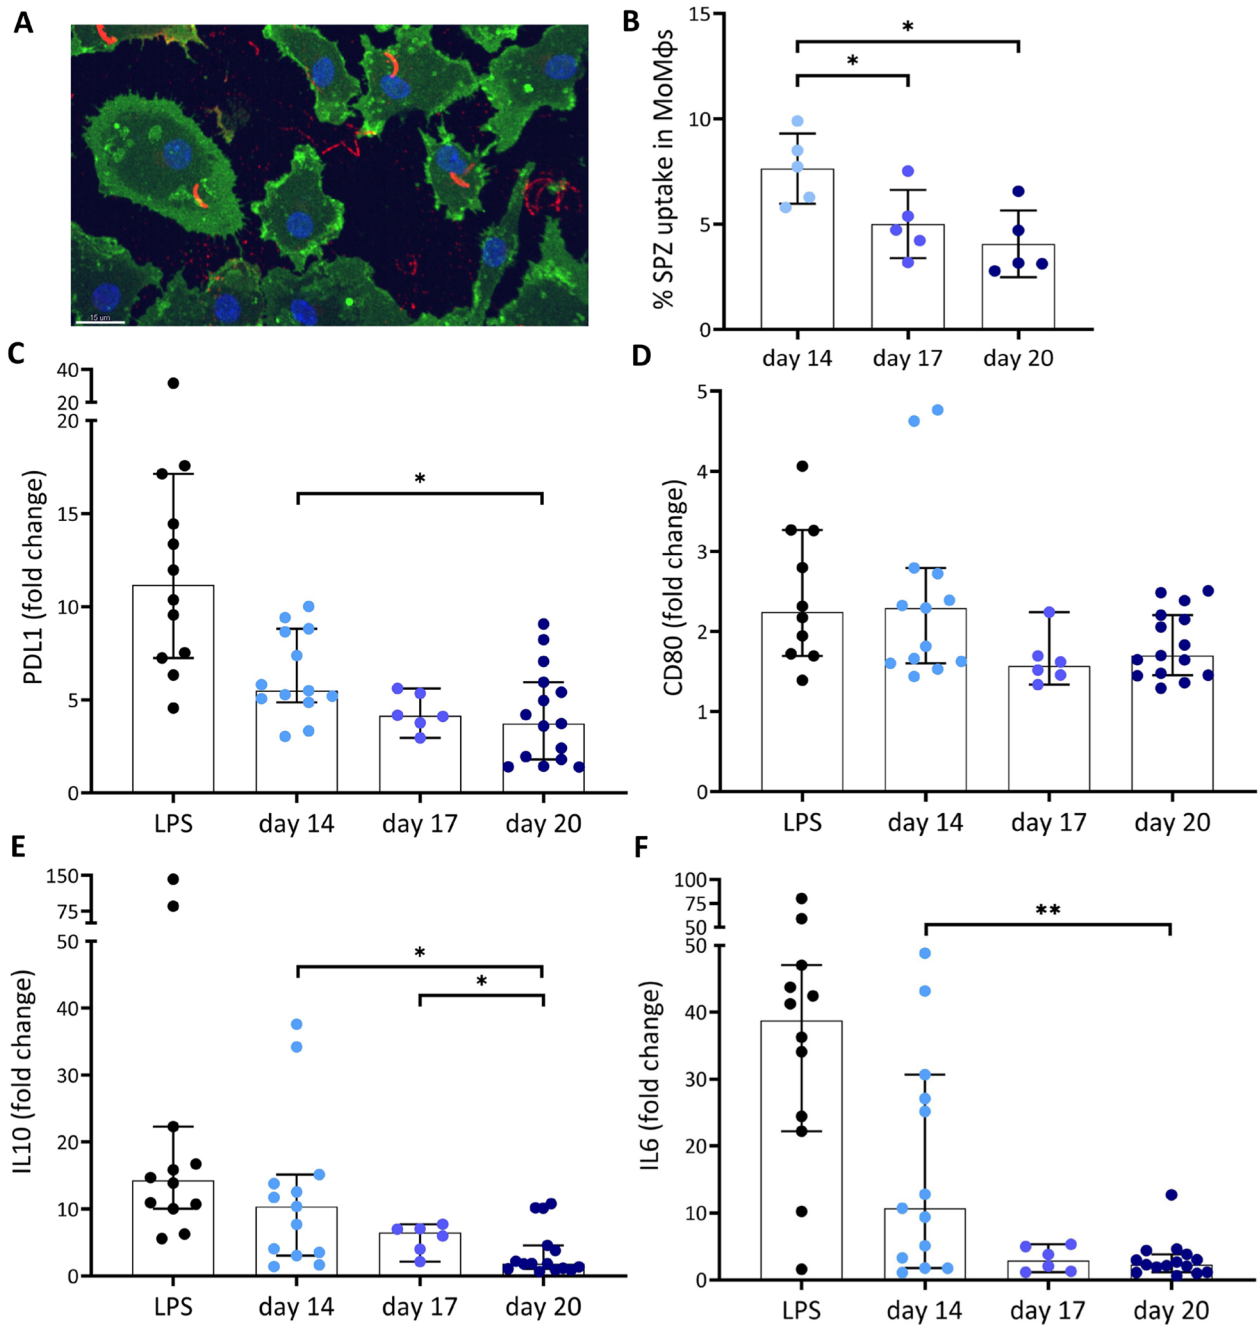 A
15 um
B
% SPZ uptake in MoMϕs
15
10
5
0
*
*
day 14
day 17
day 20
C
PDL1 (fold change)
40
20
20
15
10
5
0
*
LPS
day 14
day 17
day 20
D
CD80 (fold change)
5
4
3
2
1
0
LPS
day 14
day 17
day 20
E
IL10 (fold change)
150
75
50
40
30
20
10
0
*
*
LPS
day 14
day 17
day 20
F
IL6 (fold change)
100
75
50
50
40
30
20
10
0
**
LPS
day 14
day 17
day 20